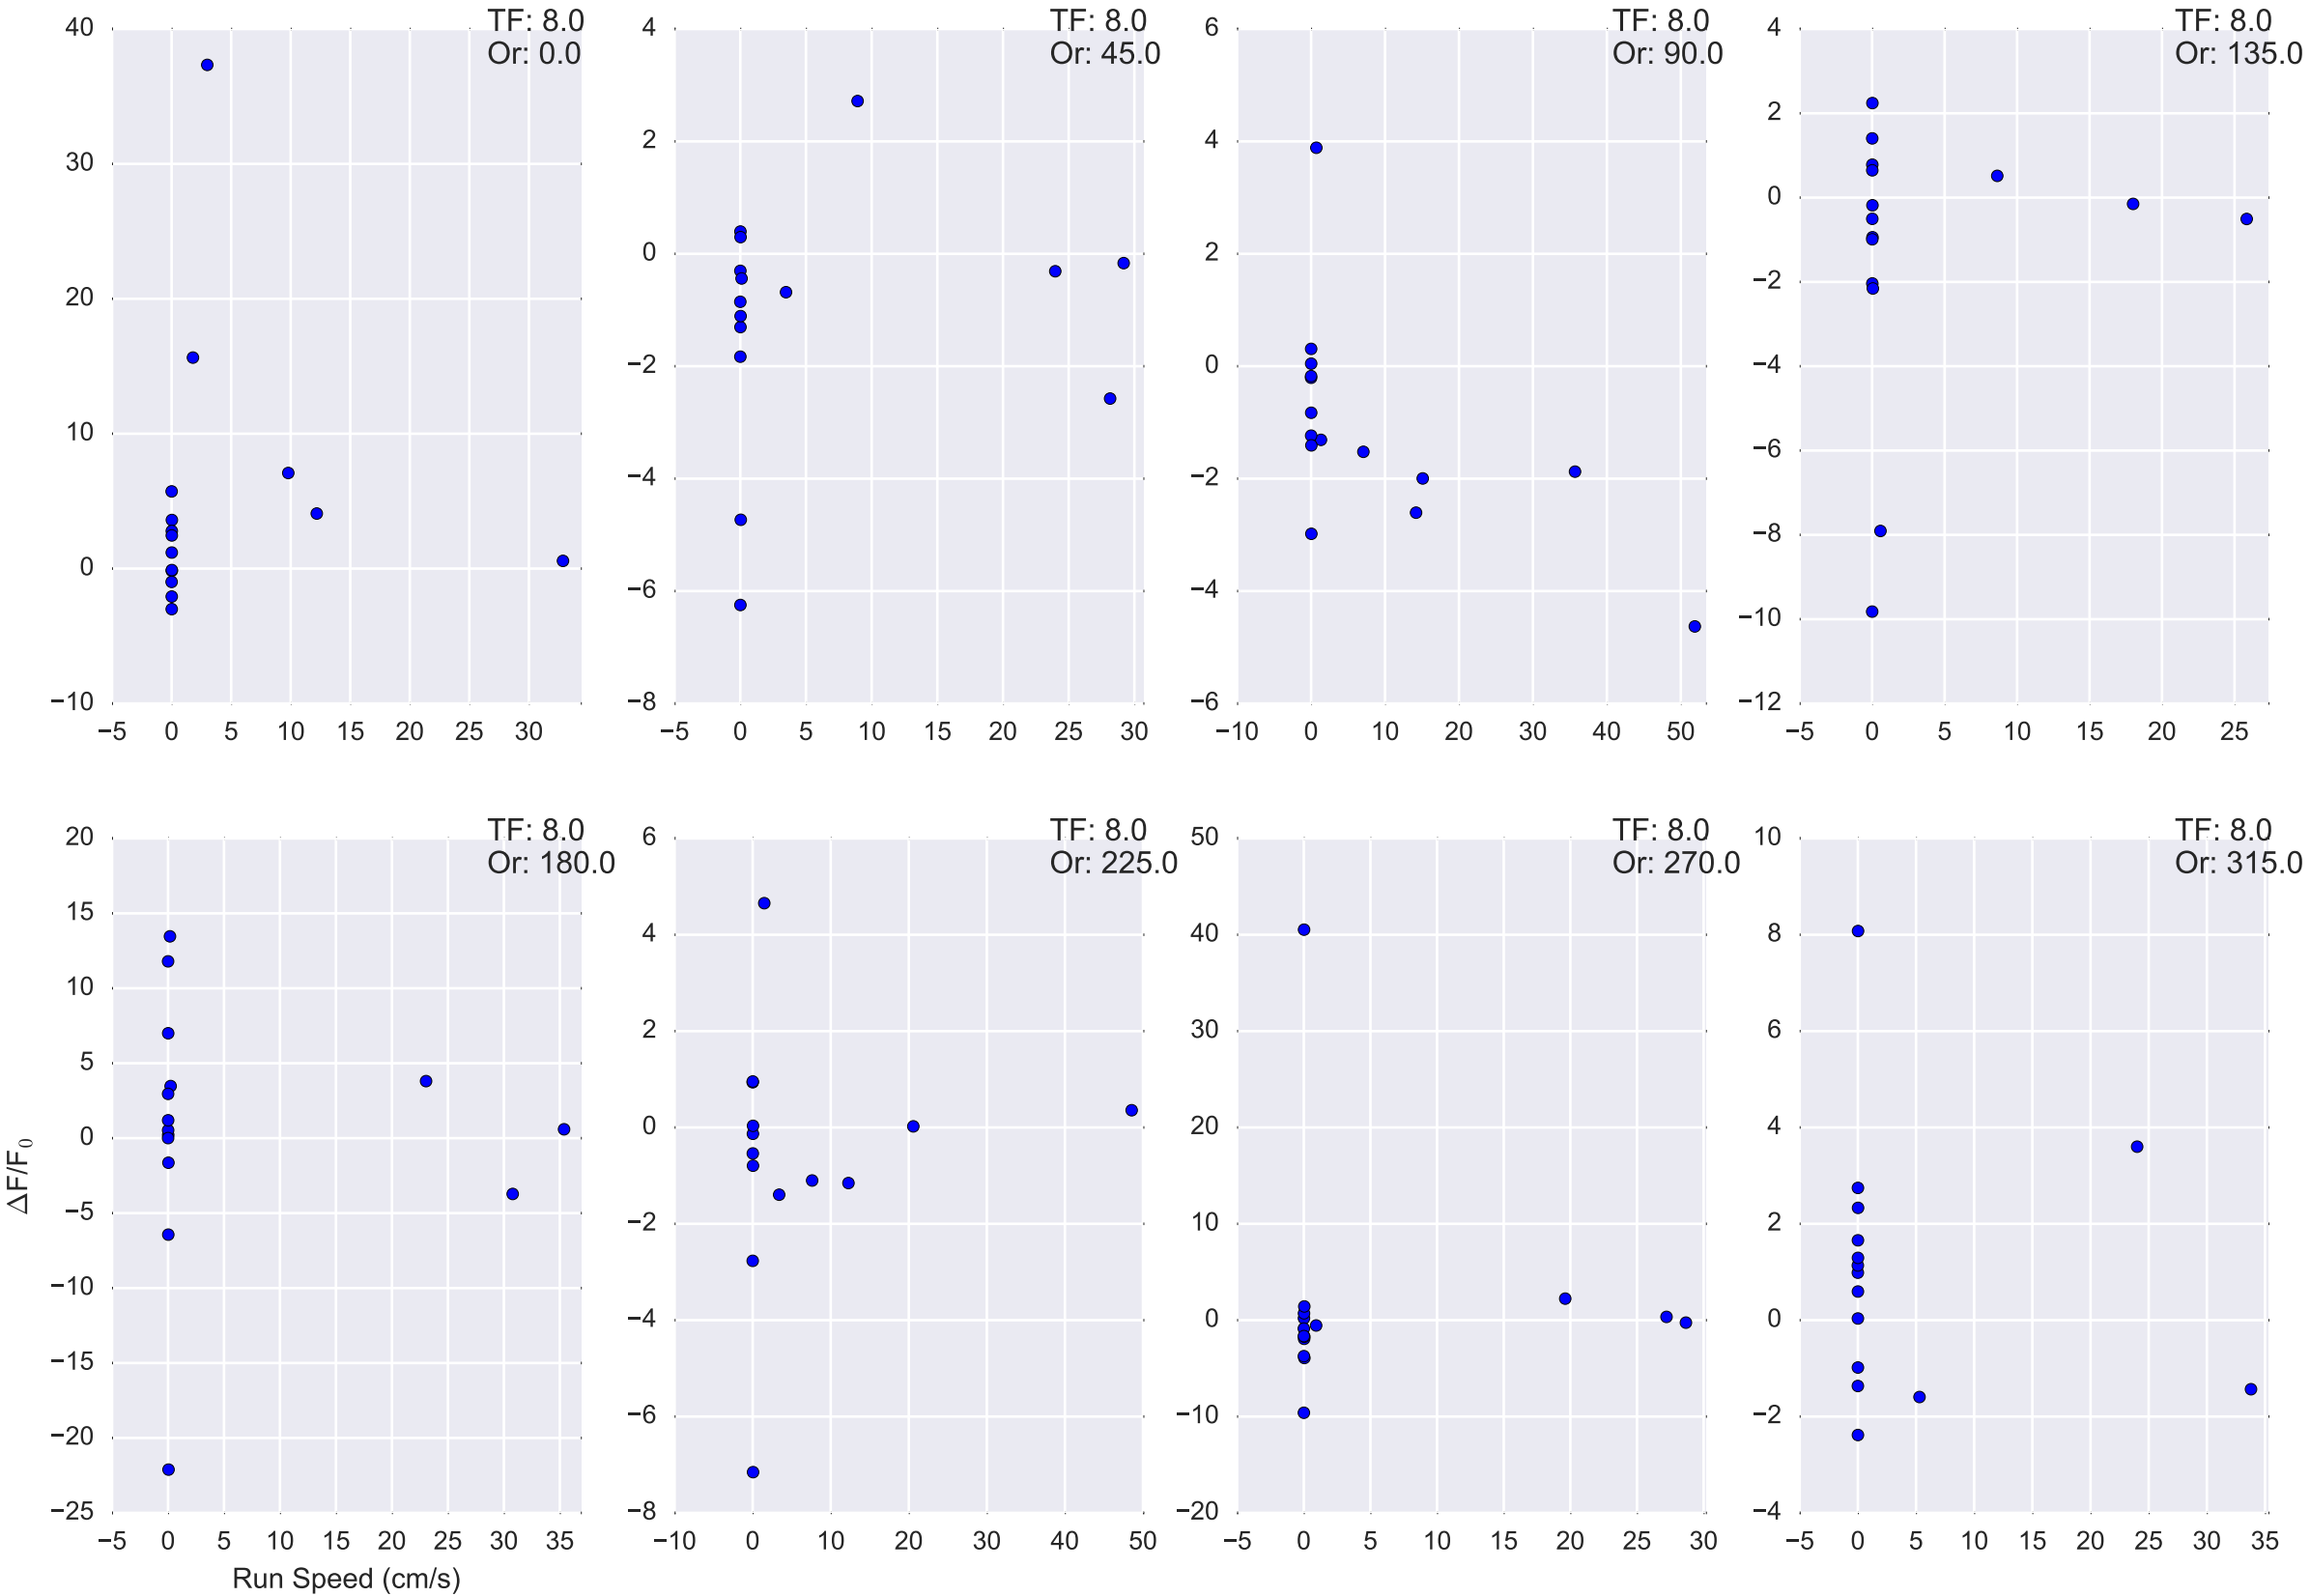 TF: 8.0
Or: 0.0
40
30
20
10
0
−10
−5 0 5 10 15 20 25 30
TF: 8.0
Or: 45.0
4
2
0
−2
−4
−6
−8
−5 0 5 10 15 20 25 30
TF: 8.0
Or: 90.0
6
4
2
0
−2
−4
−6
−10 0 10 20 30 40 50
TF: 8.0
Or: 135.0
4
2
0
−2
−4
−6
−8
−10
−12
−5 0 5 10 15 20 25
TF: 8.0
Or: 180.0
20
15
10
5
0
−5
−10
−15
−20
−25
−5 0 5 10 15 20 25 30 35
ΔF/F₀
Run Speed (cm/s)
TF: 8.0
Or: 225.0
6
4
2
0
−2
−4
−6
−8
−10 0 10 20 30 40 50
TF: 8.0
Or: 270.0
50
40
30
20
10
0
−10
−20
−5 0 5 10 15 20 25 30
TF: 8.0
Or: 315.0
10
8
6
4
2
0
−2
−4
−5 0 5 10 15 20 25 30 35